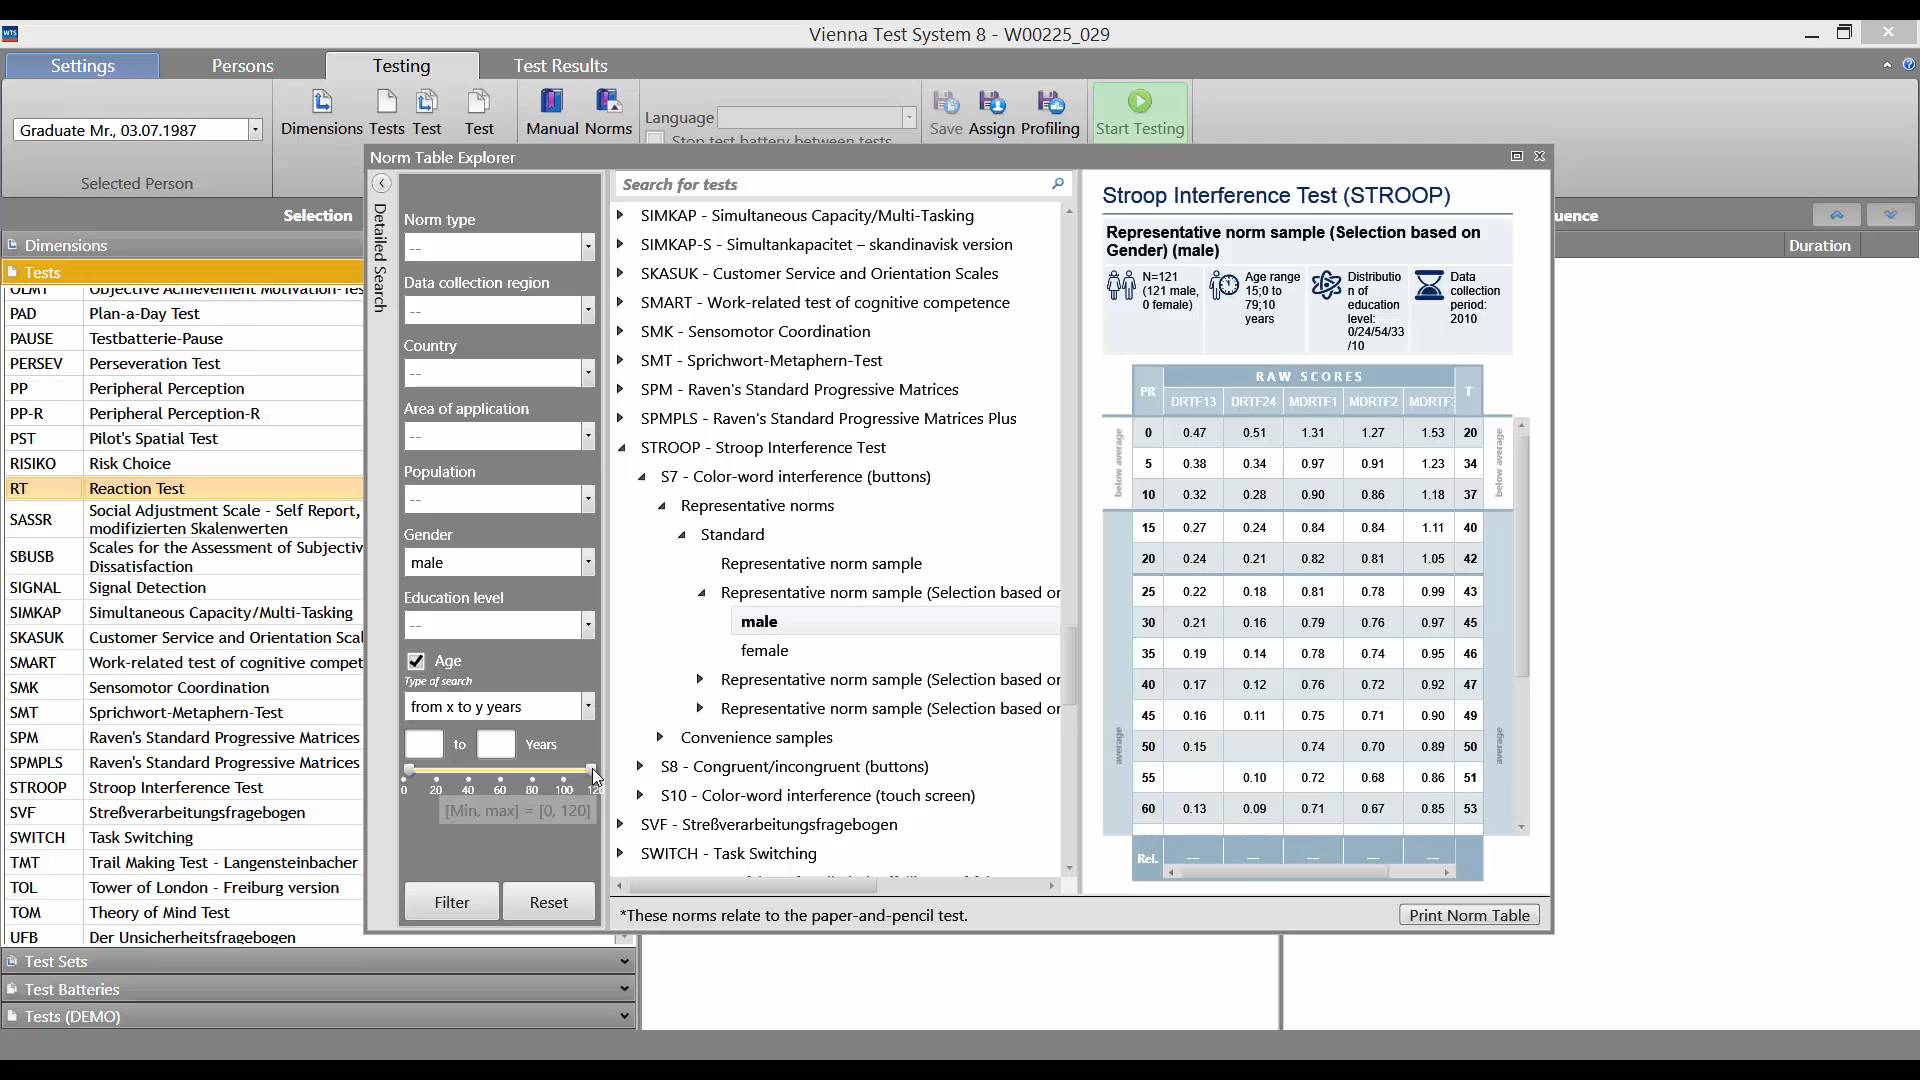 WTS
Vienna Test System 8 - W00225_029
Settings
Persons
Testing
Test Results
Graduate Mr., 03.07.1987
Selected Person
Dimensions
Tests
Test
Test
Manual
Norms
Language
Stop test battery between tests
Save
Assign
Profiling
Start Testing
Selection
Dimensions
Tests
OLMT Objective Achievement Motivation-Tes
PAD Plan-a-Day Test
PAUSE Testbatterie-Pause
PERSEV Perseveration Test
PP Peripheral Perception
PP-R Peripheral Perception-R
PST Pilot's Spatial Test
RISIKO Risk Choice
RT Reaction Test
SASSR Social Adjustment Scale - Self Report,
modifizierten Skalenwerten
SBUSB Scales for the Assessment of Subjectiv
Dissatisfaction
SIGNAL Signal Detection
SIMKAP Simultaneous Capacity/Multi-Tasking
SKASUK Customer Service and Orientation Scal
SMART Work-related test of cognitive compet
SMK Sensomotor Coordination
SMT Sprichwort-Metaphern-Test
SPM Raven's Standard Progressive Matrices
SPMPLS Raven's Standard Progressive Matrices
STROOP Stroop Interference Test
SVF Streßverarbeitungsfragebogen
SWITCH Task Switching
TMT Trail Making Test - Langensteinbacher
TOL Tower of London - Freiburg version
TOM Theory of Mind Test
UFB Der Unsicherheitsfragebogen
Test Sets
Test Batteries
Tests (DEMO)
Norm Table Explorer
Detailed Search
Norm type
--
Data collection region
--
Country
--
Area of application
--
Population
--
Gender
male
Education level
--
Age
Type of search
from x to y years
to Years
0 20 40 60 80 100 120
[Min, max] = [0, 120]
Filter
Reset
Search for tests
SIMKAP - Simultaneous Capacity/Multi-Tasking
SIMKAP-S - Simultankapacitet – skandinavisk version
SKASUK - Customer Service and Orientation Scales
SMART - Work-related test of cognitive competence
SMK - Sensomotor Coordination
SMT - Sprichwort-Metaphern-Test
SPM - Raven's Standard Progressive Matrices
SPMPLS - Raven's Standard Progressive Matrices Plus
STROOP - Stroop Interference Test
S7 - Color-word interference (buttons)
Representative norms
Standard
Representative norm sample
Representative norm sample (Selection based or
male
female
Representative norm sample (Selection based or
Representative norm sample (Selection based or
Convenience samples
S8 - Congruent/incongruent (buttons)
S10 - Color-word interference (touch screen)
SVF - Streßverarbeitungsfragebogen
SWITCH - Task Switching
*These norms relate to the paper-and-pencil test.
Print Norm Table
Stroop Interference Test (STROOP)
Representative norm sample (Selection based on
Gender) (male)
N=121
(121 male,
0 female)
Age range
15;0 to
79;10
years
Distributio
n of
education
level:
0/24/54/33
/10
Data
collection
period:
2010
PR
RAW SCORES
T
DRTF13 DRTF24 MDRTF1 MDRTF2 MDRTF3
below average
average
0 0.47 0.51 1.31 1.27 1.53 20
5 0.38 0.34 0.97 0.91 1.23 34
10 0.32 0.28 0.90 0.86 1.18 37
15 0.27 0.24 0.84 0.84 1.11 40
20 0.24 0.21 0.82 0.81 1.05 42
25 0.22 0.18 0.81 0.78 0.99 43
30 0.21 0.16 0.79 0.76 0.97 45
35 0.19 0.14 0.78 0.74 0.95 46
40 0.17 0.12 0.76 0.72 0.92 47
45 0.16 0.11 0.75 0.71 0.90 49
50 0.15 0.74 0.70 0.89 50
55 0.10 0.72 0.68 0.86 51
60 0.13 0.09 0.71 0.67 0.85 53
Rel. — — — — —
below average
average
uence
Duration